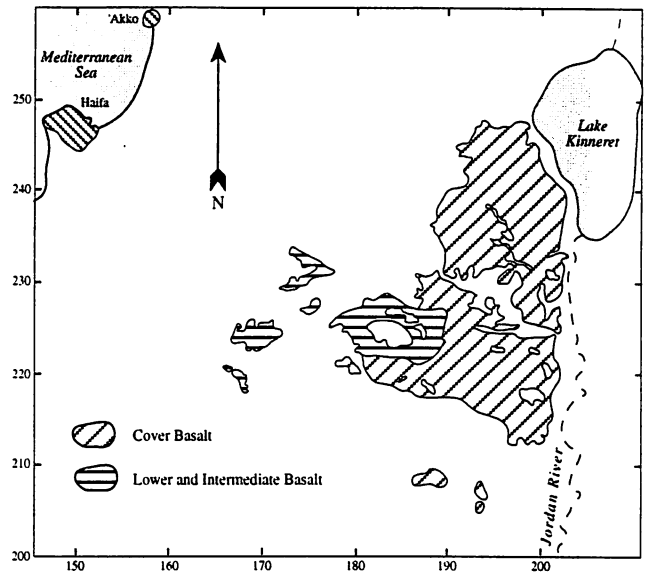 'Akko
Mediterranean
Sea
Haifa
250
Lake
Kinneret
240
N
230
220
Cover Basalt
210
Lower and Intermediate Basalt
Jordan River
200
150 160 170 180 190 200